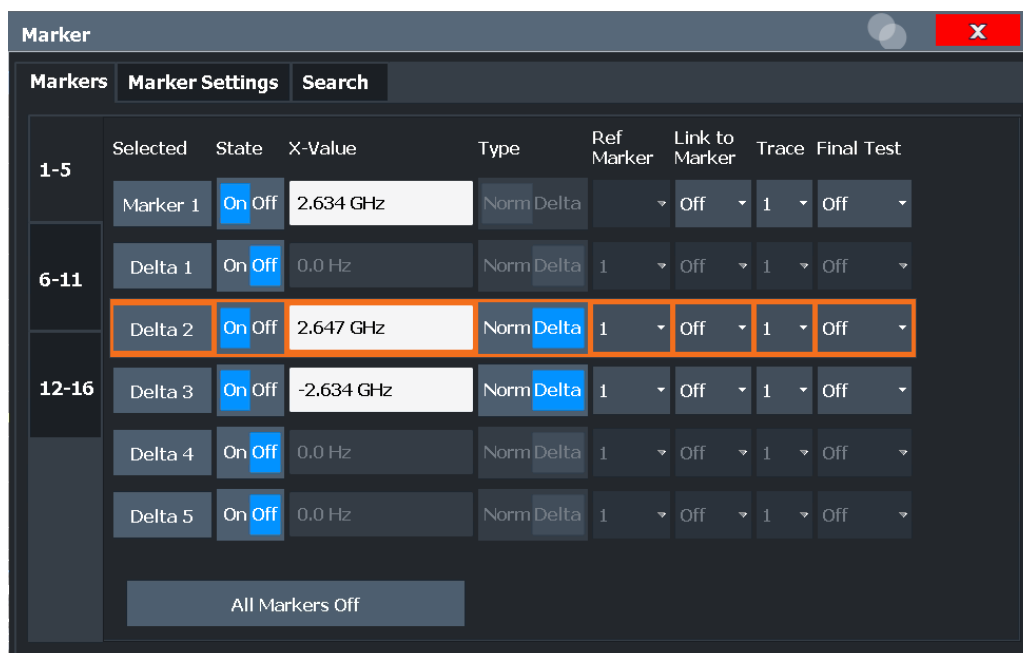 Marker
X
Markers Marker Settings Search
Selected State X-Value Type Ref Marker Link to Marker Trace Final Test
1-5
Marker 1 On Off 2.634 GHz Norm Delta Off 1 Off
6-11
Delta 1 On Off 0.0 Hz Norm Delta 1 Off 1 Off
Delta 2 On Off 2.647 GHz Norm Delta 1 Off 1 Off
12-16
Delta 3 On Off -2.634 GHz Norm Delta 1 Off 1 Off
Delta 4 On Off 0.0 Hz Norm Delta 1 Off 1 Off
Delta 5 On Off 0.0 Hz Norm Delta 1 Off 1 Off
All Markers Off